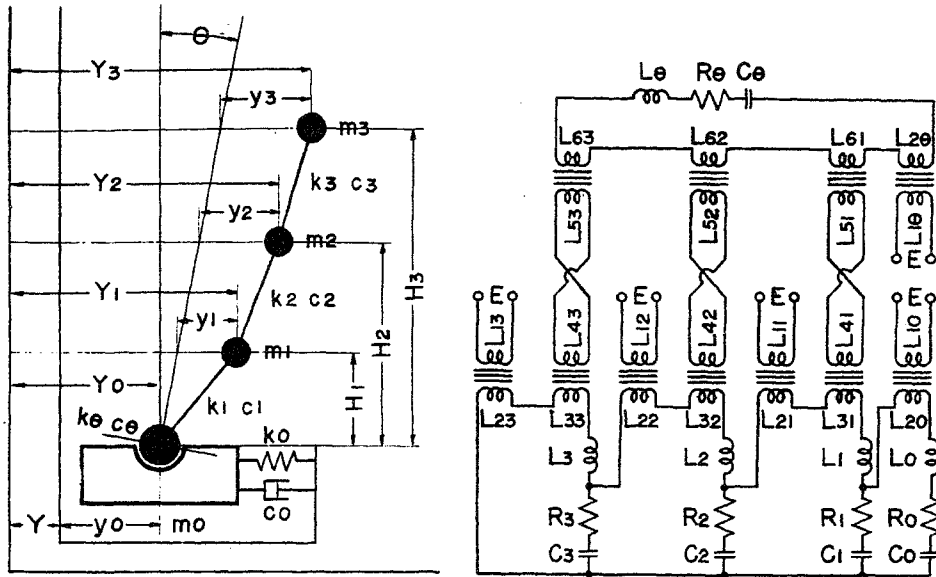 θ
Y3
y3
m3
Y2
k3 c3
y2
m2
Y1
k2 c2
y1
m1
H1
H2
H3
Y0
k1 c1
kθ cθ
k0
c0
Y
y0
m0
Lθ
Rθ
Cθ
L63
L62
L61
L2θ
L53
L52
L51
L1θ
E
E
E
E
E
L13
L43
L12
L42
L11
L41
L10
L23
L33
L22
L32
L21
L31
L20
L3
L2
L1
L0
R3
R2
R1
R0
C3
C2
C1
C0